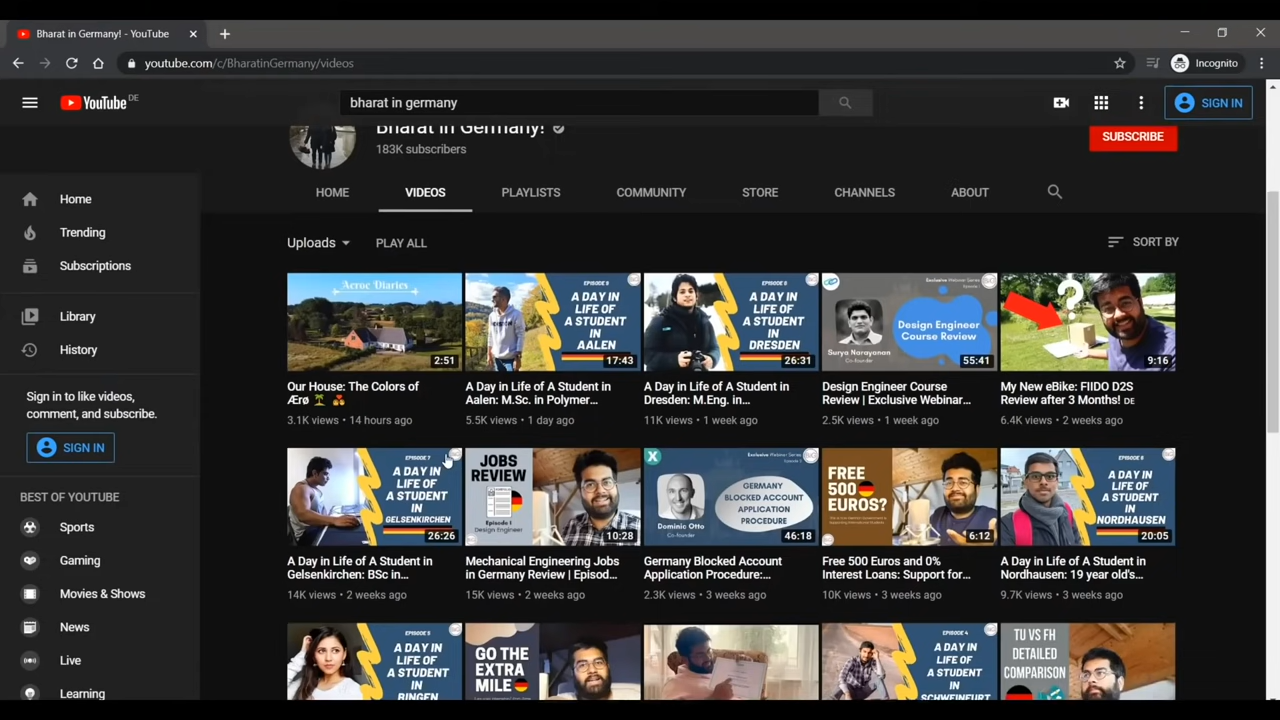 Bharat in Germany! - YouTube
youtube.com/c/BharatinGermany/videos
Incognito
YouTube DE
bharat in germany
SIGN IN
Bharat in Germany!
183K subscribers
SUBSCRIBE
HOME VIDEOS PLAYLISTS COMMUNITY STORE CHANNELS ABOUT
Home
Trending
Subscriptions
Library
History
Sign in to like videos,
comment, and subscribe.
SIGN IN
BEST OF YOUTUBE
Sports
Gaming
Movies & Shows
News
Live
Learning
Uploads PLAY ALL SORT BY
Aeroe Diaries
2:51
Our House: The Colors of
Ærø
3.1K views • 14 hours ago
A DAY IN
LIFE OF
A STUDENT
IN
AALEN
17:43
A Day in Life of A Student in
Aalen: M.Sc. in Polymer...
5.5K views • 1 day ago
A DAY IN
LIFE OF
A STUDENT
IN
DRESDEN
26:31
A Day in Life of A Student in
Dresden: M.Eng. in...
11K views • 1 week ago
Exclusive Webinar Series
Surya Narayanan
Co-founder
Design Engineer
Course Review
55:41
Design Engineer Course
Review | Exclusive Webinar...
2.5K views • 1 week ago
?
9:16
My New eBike: FIIDO D2S
Review after 3 Months! DE
6.4K views • 2 weeks ago
EPISODE 7
A DAY IN
LIFE OF
A STUDENT
IN
GELSENKIRCHEN
26:26
A Day in Life of A Student in
Gelsenkirchen: BSc in...
14K views • 2 weeks ago
JOBS
REVIEW
Episode 1
Design Engineer
10:28
Mechanical Engineering Jobs
in Germany Review | Episod...
15K views • 2 weeks ago
X
Exclusive Webinar Series
Dominic Otto
Co-founder
GERMANY
BLOCKED ACCOUNT
APPLICATION
PROCEDURE
46:18
Germany Blocked Account
Application Procedure:...
2.3K views • 3 weeks ago
FREE
500
EUROS?
6:12
Free 500 Euros and 0%
Interest Loans: Support for...
10K views • 3 weeks ago
A DAY IN
LIFE OF
A STUDENT
IN
NORDHAUSEN
20:05
A Day in Life of A Student in
Nordhausen: 19 year old's...
9.7K views • 3 weeks ago
EPISODE 5
A DAY IN
LIFE OF
A STUDENT
IN
GO THE
EXTRA
MILE
EPISODE 4
A DAY IN
LIFE OF
A STUDENT
IN
SCHWEINFURT
TU VS FH
DETAILED
COMPARISON